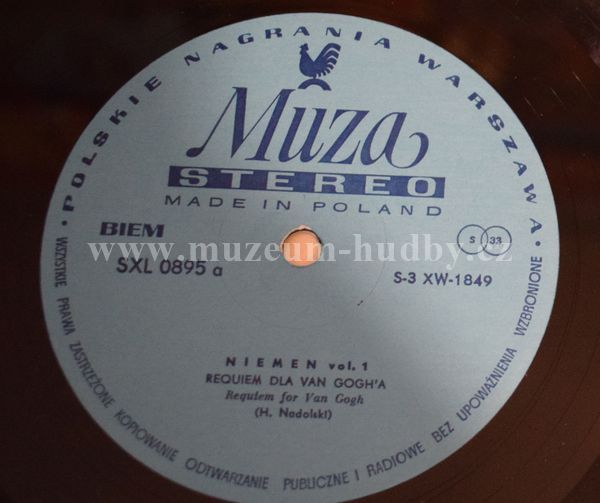 • POLSKIE NAGRANIA WARSZAWA •
Muza
STEREO
MADE IN POLAND
BIEM
S 33
www.muzeum-hudby.cz
SXL 0895 a
S-3 XW-1849
NIEMEN vol. 1
REQUIEM DLA VAN GOGH'A
Requiem for Van Gogh
(H. Nadolski)
WSZYSTKIE PRAWA ZASTRZEŻONE KOPIOWANIE ODTWARZANIE PUBLICZNE I RADIOWE BEZ UPOWAŻNIENIA WZBRONIONE